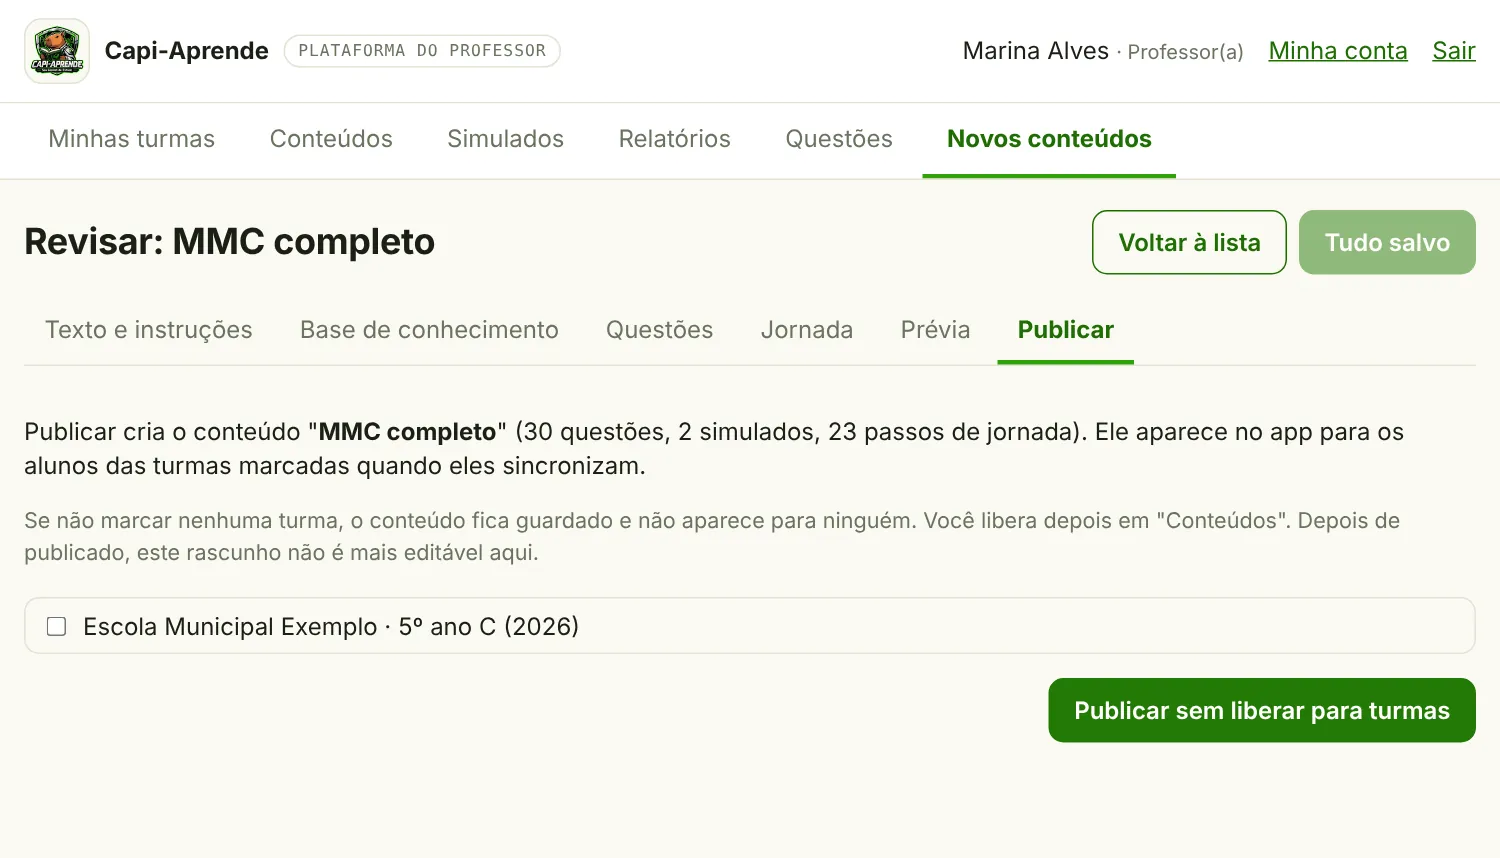 CAPI-APRENDE
Capi-Aprende
PLATAFORMA DO PROFESSOR
Marina Alves · Professor(a)
Minha conta
Sair
Minhas turmas
Conteúdos
Simulados
Relatórios
Questões
Novos conteúdos
Revisar: MMC completo
Voltar à lista
Tudo salvo
Texto e instruções
Base de conhecimento
Questões
Jornada
Prévia
Publicar
Publicar cria o conteúdo "MMC completo" (30 questões, 2 simulados, 23 passos de jornada). Ele aparece no app para os
alunos das turmas marcadas quando eles sincronizam.
Se não marcar nenhuma turma, o conteúdo fica guardado e não aparece para ninguém. Você libera depois em "Conteúdos". Depois de
publicado, este rascunho não é mais editável aqui.
Escola Municipal Exemplo · 5º ano C (2026)
Publicar sem liberar para turmas